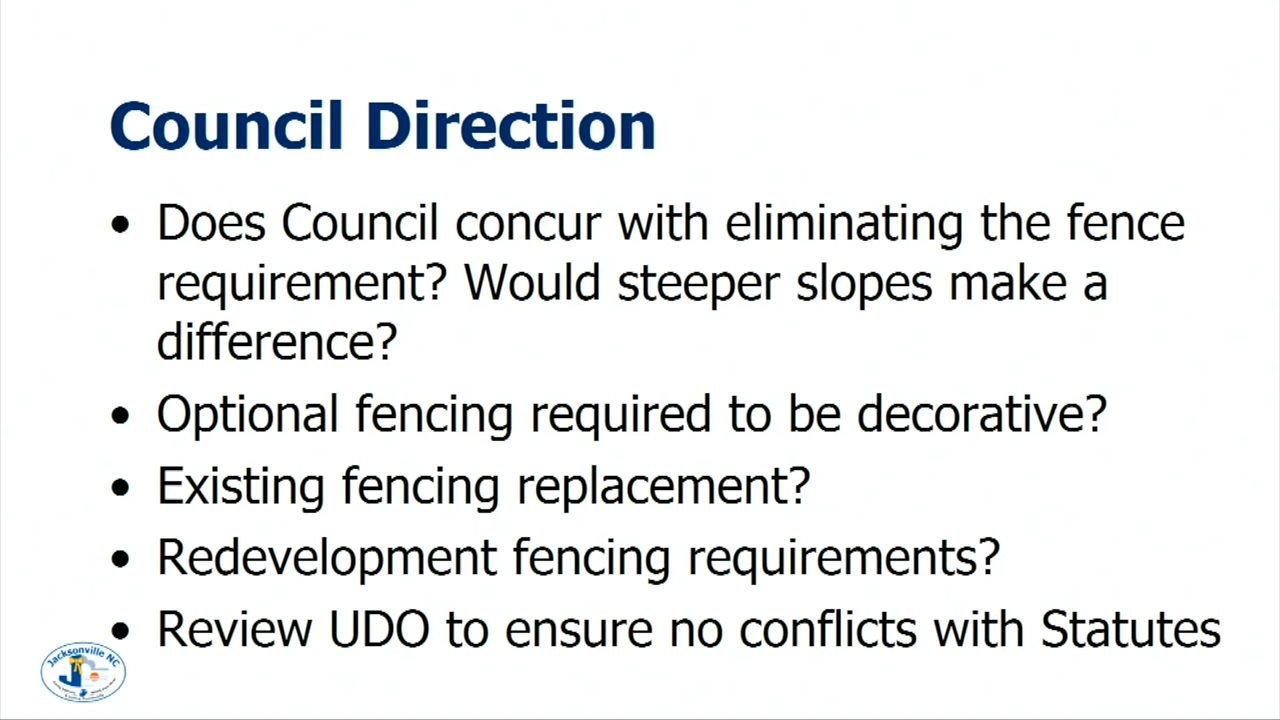 Council Direction
• Does Council concur with eliminating the fence
requirement? Would steeper slopes make a
difference?
• Optional fencing required to be decorative?
• Existing fencing replacement?
• Redevelopment fencing requirements?
• Review UDO to ensure no conflicts with Statutes
Jacksonville NC